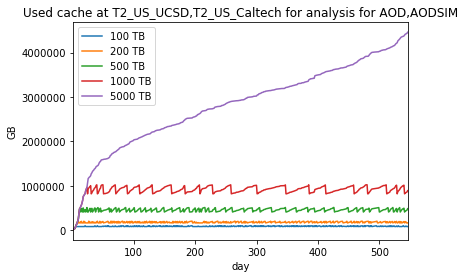 Used cache at T2_US_UCSD,T2_US_Caltech for analysis for AOD,AODSIM
100 TB
200 TB
500 TB
1000 TB
5000 TB
4000000
3000000
2000000
1000000
0
GB
100
200
300
400
500
day